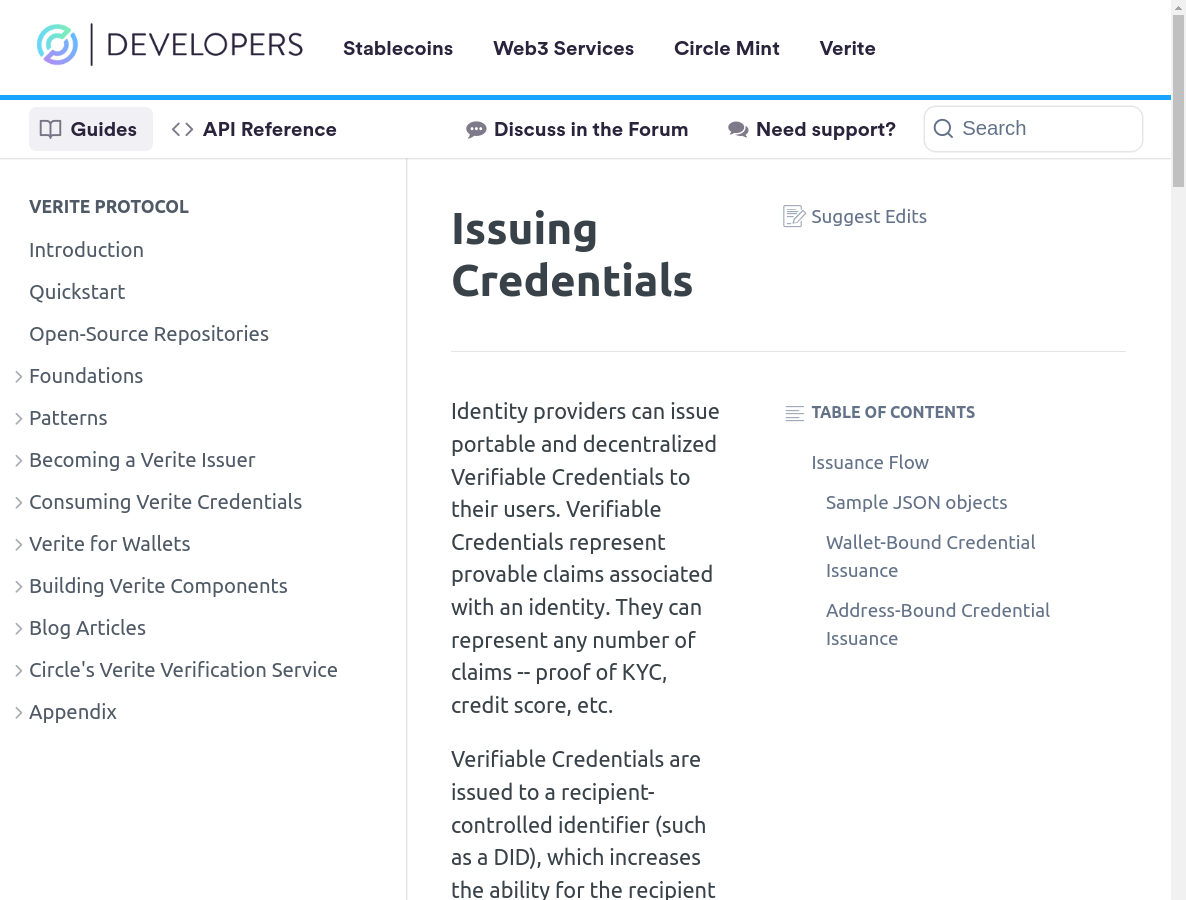 DEVELOPERS
Stablecoins
Web3 Services
Circle Mint
Verite
Guides
API Reference
Discuss in the Forum
Need support?
Search
VERITE PROTOCOL
Introduction
Quickstart
Open-Source Repositories
Foundations
Patterns
Becoming a Verite Issuer
Consuming Verite Credentials
Verite for Wallets
Building Verite Components
Blog Articles
Circle's Verite Verification Service
Appendix
Issuing
Credentials
Suggest Edits
Identity providers can issue
portable and decentralized
Verifiable Credentials to
their users. Verifiable
Credentials represent
provable claims associated
with an identity. They can
represent any number of
claims -- proof of KYC,
credit score, etc.
Verifiable Credentials are
issued to a recipient-
controlled identifier (such
as a DID), which increases
the ability for the recipient
TABLE OF CONTENTS
Issuance Flow
Sample JSON objects
Wallet-Bound Credential
Issuance
Address-Bound Credential
Issuance